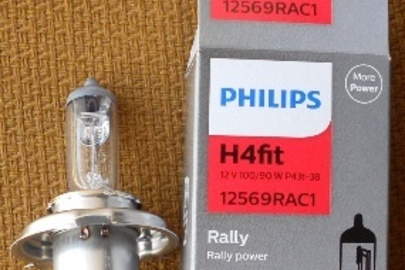 12569RAC1
More
Power
PHILIPS
H4fit
12 V 100/90 W P43t-38
12569RAC1
Rally
Rally power